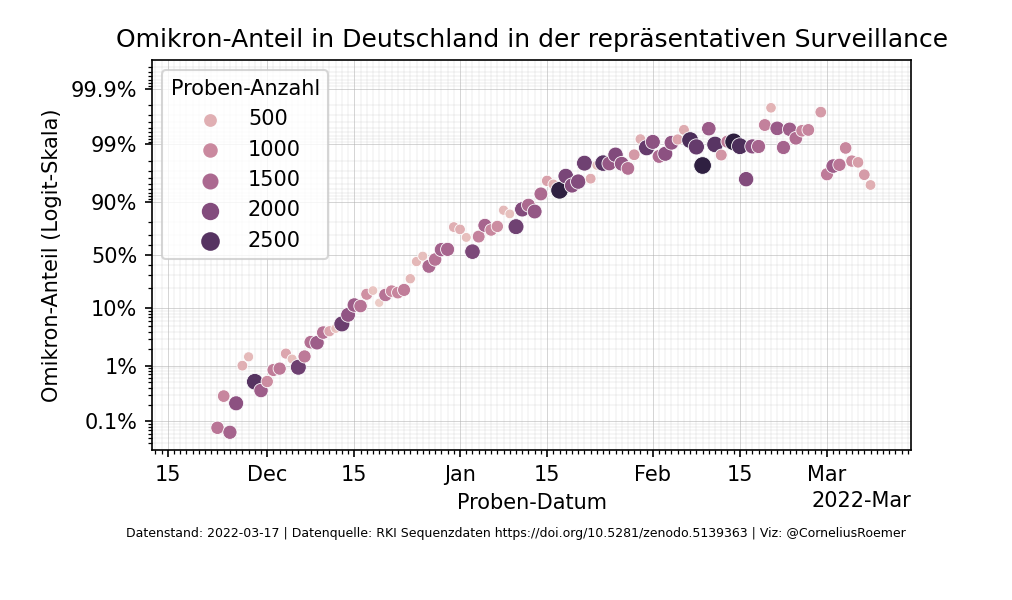 Omikron-Anteil in Deutschland in der repräsentativen Surveillance
Omikron-Anteil (Logit-Skala)
99.9%
99%
90%
50%
10%
1%
0.1%
Proben-Anzahl
500
1000
1500
2000
2500
15 Dec 15 Jan 15 Feb 15 Mar
Proben-Datum
2022-Mar
Datenstand: 2022-03-17 | Datenquelle: RKI Sequenzdaten https://doi.org/10.5281/zenodo.5139363 | Viz: @CorneliusRoemer